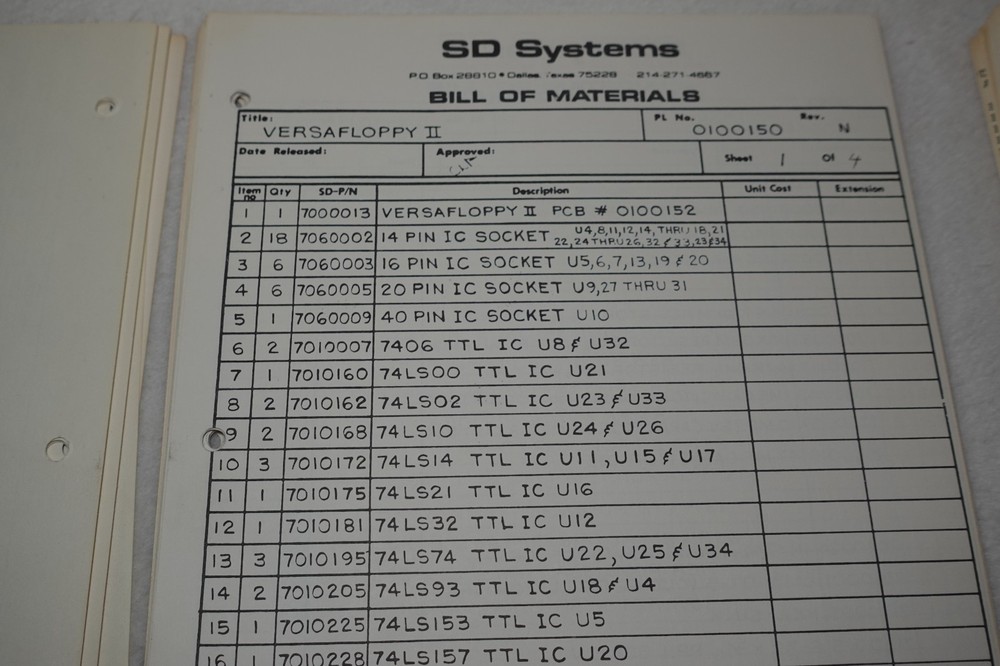 SD Systems
P O Box 28810 • Dallas, Texas 75228 214-271-4667
BILL OF MATERIALS
Title: VERSAFLOPPY II PL No. 0100150 Rev. N
Date Released: Approved: Sheet 1 Of 4
Item no Qty SD-P/N Description Unit Cost Extension
1 1 7000013 VERSAFLOPPY II PCB # 0100152
2 18 7060002 14 PIN IC SOCKET U4,8,11,12,14, THRU 18,21
22,24 THRU 26, 32 & 33,23&34
3 6 7060003 16 PIN IC SOCKET U5,6,7,13,19 & 20
4 6 7060005 20 PIN IC SOCKET U9,27 THRU 31
5 1 7060009 40 PIN IC SOCKET U10
6 2 7010007 7406 TTL IC U8 & U32
7 1 7010160 74LS00 TTL IC U21
8 2 7010162 74LS02 TTL IC U23 & U33
9 2 7010168 74LS10 TTL IC U24 & U26
10 3 7010172 74LS14 TTL IC U11, U15 & U17
11 1 7010175 74LS21 TTL IC U16
12 1 7010181 74LS32 TTL IC U12
13 3 7010195 74LS74 TTL IC U22, U25 & U34
14 2 7010205 74LS93 TTL IC U18 & U4
15 1 7010225 74LS153 TTL IC U5
16 1 7010228 74LS157 TTL IC U20